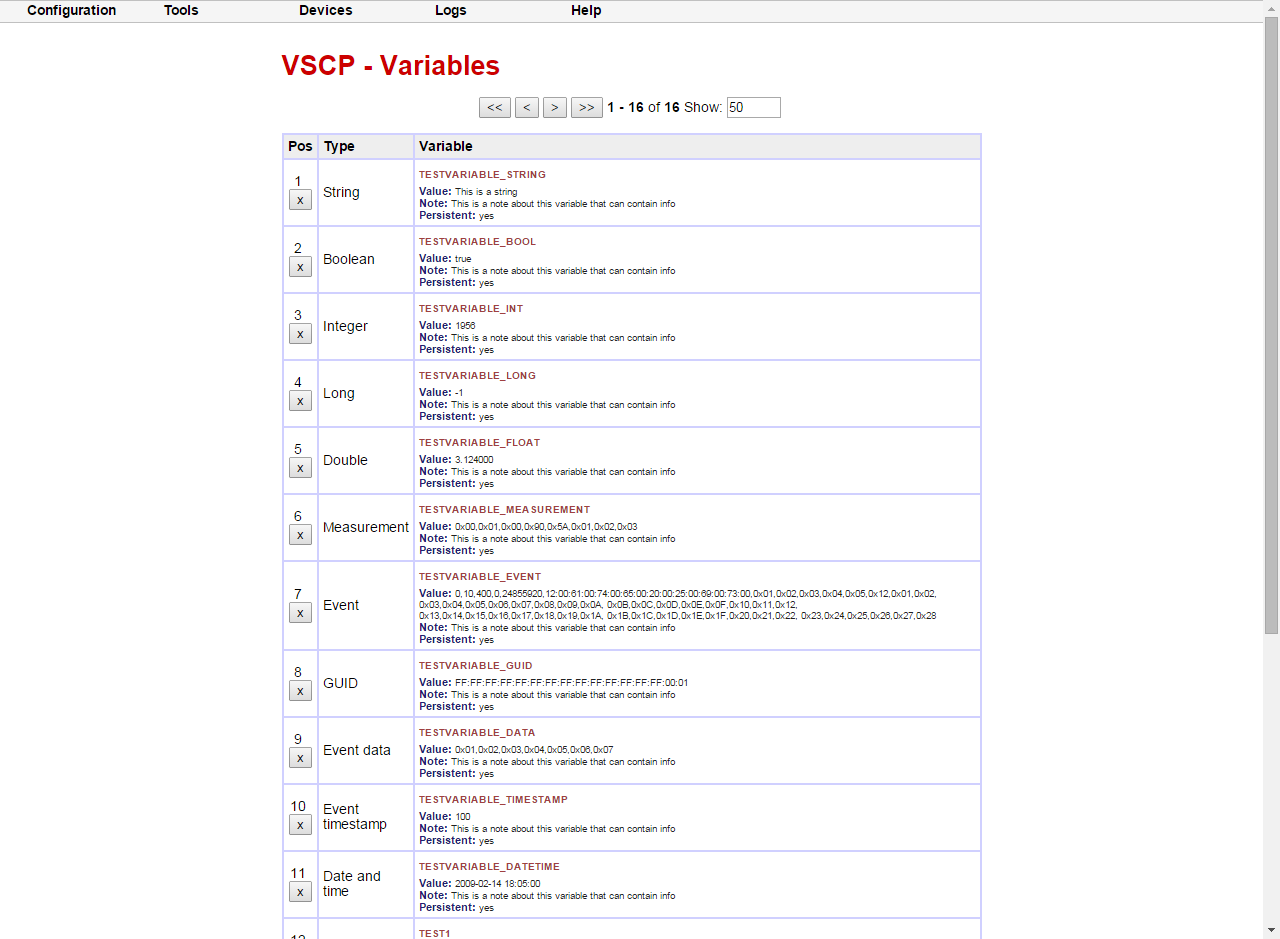 Configuration Tools Devices Logs Help
VSCP - Variables
<< < > >> 1 - 16 of 16 Show: 50
Pos Type Variable
1
x
String
TESTVARIABLE_STRING
Value: This is a string
Note: This is a note about this variable that can contain info
Persistent: yes
2
x
Boolean
TESTVARIABLE_BOOL
Value: true
Note: This is a note about this variable that can contain info
Persistent: yes
3
x
Integer
TESTVARIABLE_INT
Value: 1956
Note: This is a note about this variable that can contain info
Persistent: yes
4
x
Long
TESTVARIABLE_LONG
Value: -1
Note: This is a note about this variable that can contain info
Persistent: yes
5
x
Double
TESTVARIABLE_FLOAT
Value: 3.124000
Note: This is a note about this variable that can contain info
Persistent: yes
6
x
Measurement
TESTVARIABLE_MEASUREMENT
Value: 0x00,0x01,0x00,0x90,0x5A,0x01,0x02,0x03
Note: This is a note about this variable that can contain info
Persistent: yes
7
x
Event
TESTVARIABLE_EVENT
Value: 0,10,400,0,24855920,12:00:61:00:74:00:65:00:20:00:25:00:69:00:73:00,0x01,0x02,0x03,0x04,0x05,0x12,0x01,0x02,
0x03,0x04,0x05,0x06,0x07,0x08,0x09,0x0A, 0x0B,0x0C,0x0D,0x0E,0x0F,0x10,0x11,0x12,
0x13,0x14,0x15,0x16,0x17,0x18,0x19,0x1A, 0x1B,0x1C,0x1D,0x1E,0x1F,0x20,0x21,0x22, 0x23,0x24,0x25,0x26,0x27,0x28
Note: This is a note about this variable that can contain info
Persistent: yes
8
x
GUID
TESTVARIABLE_GUID
Value: FF:FF:FF:FF:FF:FF:FF:FF:FF:FF:FF:FF:FF:FF:00:01
Note: This is a note about this variable that can contain info
Persistent: yes
9
x
Event data
TESTVARIABLE_DATA
Value: 0x01,0x02,0x03,0x04,0x05,0x06,0x07
Note: This is a note about this variable that can contain info
Persistent: yes
10
x
Event
timestamp
TESTVARIABLE_TIMESTAMP
Value: 100
Note: This is a note about this variable that can contain info
Persistent: yes
11
x
Date and
time
TESTVARIABLE_DATETIME
Value: 2009-02-14 18:05:00
Note: This is a note about this variable that can contain info
Persistent: yes
12
TEST1